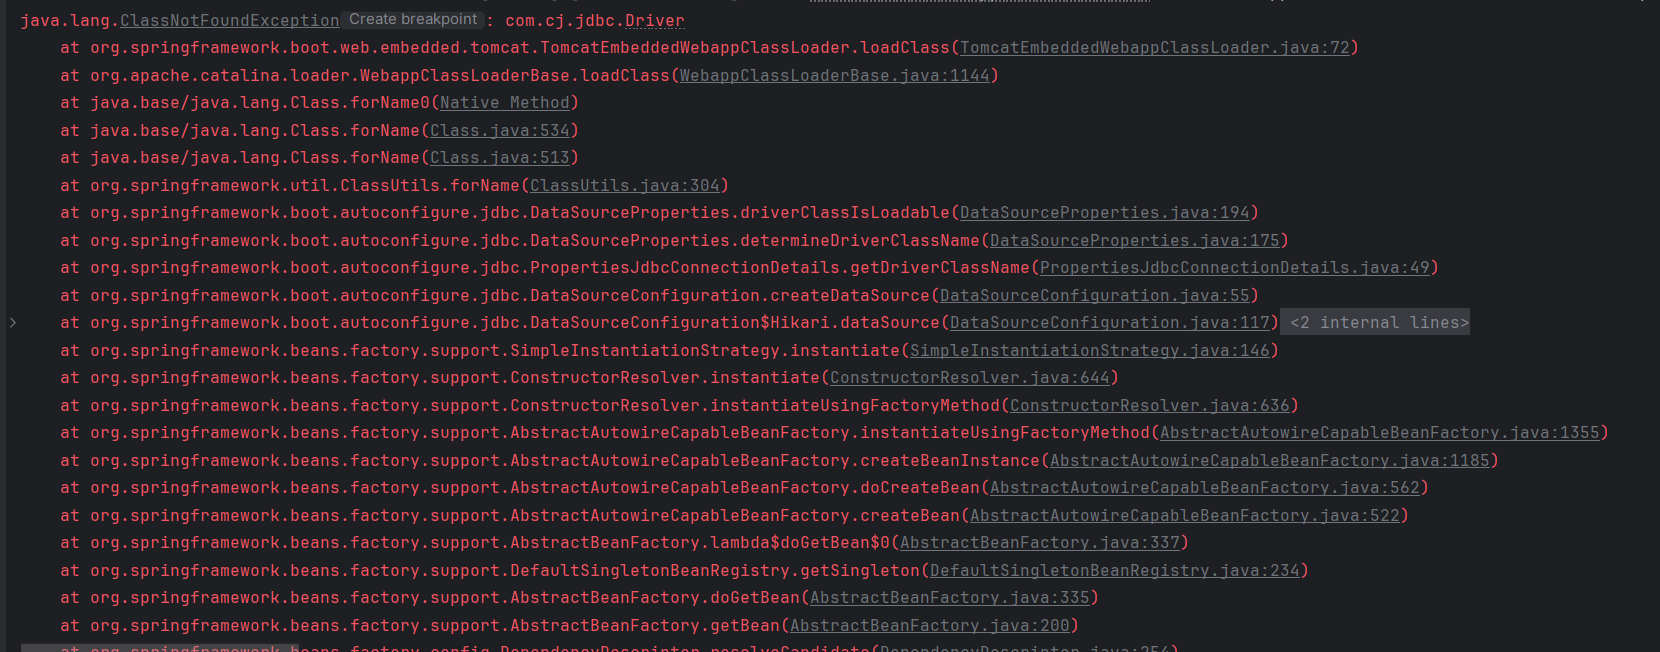 java.lang.ClassNotFoundException Create breakpoint : com.cj.jdbc.Driver
at org.springframework.boot.web.embedded.tomcat.TomcatEmbeddedWebappClassLoader.loadClass(TomcatEmbeddedWebappClassLoader.java:72)
at org.apache.catalina.loader.WebappClassLoaderBase.loadClass(WebappClassLoaderBase.java:1144)
at java.base/java.lang.Class.forName0(Native Method)
at java.base/java.lang.Class.forName(Class.java:534)
at java.base/java.lang.Class.forName(Class.java:513)
at org.springframework.util.ClassUtils.forName(ClassUtils.java:304)
at org.springframework.boot.autoconfigure.jdbc.DataSourceProperties.driverClassIsLoadable(DataSourceProperties.java:194)
at org.springframework.boot.autoconfigure.jdbc.DataSourceProperties.determineDriverClassName(DataSourceProperties.java:175)
at org.springframework.boot.autoconfigure.jdbc.PropertiesJdbcConnectionDetails.getDriverClassName(PropertiesJdbcConnectionDetails.java:49)
at org.springframework.boot.autoconfigure.jdbc.DataSourceConfiguration.createDataSource(DataSourceConfiguration.java:55)
at org.springframework.boot.autoconfigure.jdbc.DataSourceConfiguration$Hikari.dataSource(DataSourceConfiguration.java:117) <2 internal lines>
at org.springframework.beans.factory.support.SimpleInstantiationStrategy.instantiate(SimpleInstantiationStrategy.java:146)
at org.springframework.beans.factory.support.ConstructorResolver.instantiate(ConstructorResolver.java:644)
at org.springframework.beans.factory.support.ConstructorResolver.instantiateUsingFactoryMethod(ConstructorResolver.java:636)
at org.springframework.beans.factory.support.AbstractAutowireCapableBeanFactory.instantiateUsingFactoryMethod(AbstractAutowireCapableBeanFactory.java:1355)
at org.springframework.beans.factory.support.AbstractAutowireCapableBeanFactory.createBeanInstance(AbstractAutowireCapableBeanFactory.java:1185)
at org.springframework.beans.factory.support.AbstractAutowireCapableBeanFactory.doCreateBean(AbstractAutowireCapableBeanFactory.java:562)
at org.springframework.beans.factory.support.AbstractAutowireCapableBeanFactory.createBean(AbstractAutowireCapableBeanFactory.java:522)
at org.springframework.beans.factory.support.AbstractBeanFactory.lambda$doGetBean$0(AbstractBeanFactory.java:337)
at org.springframework.beans.factory.support.DefaultSingletonBeanRegistry.getSingleton(DefaultSingletonBeanRegistry.java:234)
at org.springframework.beans.factory.support.AbstractBeanFactory.doGetBean(AbstractBeanFactory.java:335)
at org.springframework.beans.factory.support.AbstractBeanFactory.getBean(AbstractBeanFactory.java:200)
at org.springframework.beans.factory.config.DependencyDescriptor.resolveCandidate(DependencyDescriptor.java:254)